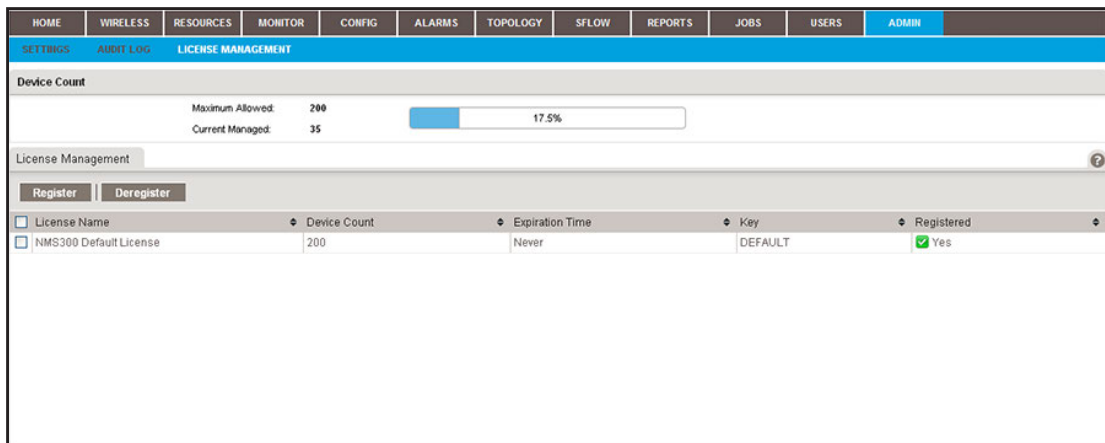 HOME WIRELESS RESOURCES MONITOR CONFIG ALARMS TOPOLOGY SFLOW REPORTS JOBS USERS ADMIN
SETTINGS AUDIT LOG LICENSE MANAGEMENT
Device Count
Maximum Allowed: 200
17.5%
Current Managed: 35
License Management ?
Register Deregister
License Name Device Count Expiration Time Key Registered
NMS300 Default License 200 Never DEFAULT Yes